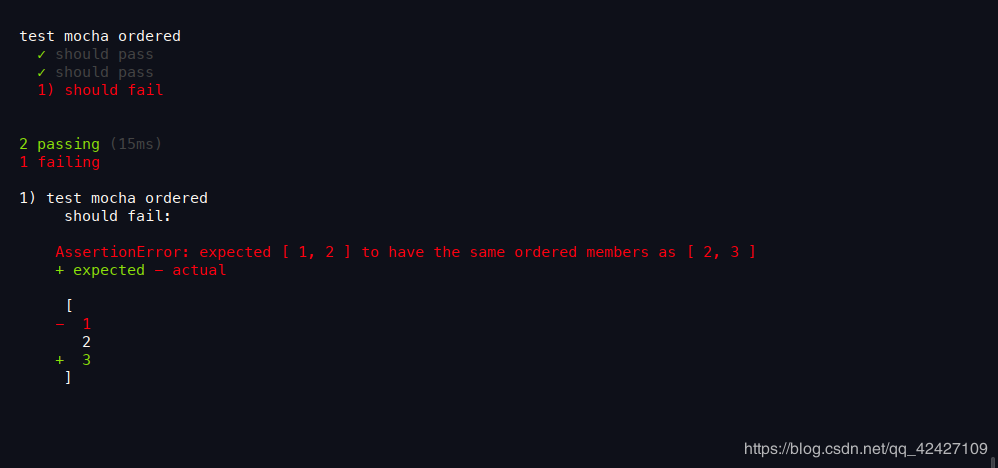 test mocha ordered
✓ should pass
✓ should pass
1) should fail
2 passing (15ms)
1 failing
1) test mocha ordered
should fail:
AssertionError: expected [ 1, 2 ] to have the same ordered members as [ 2, 3 ]
+ expected - actual
[
- 1
2
+ 3
]
https://blog.csdn.net/qq_42427109